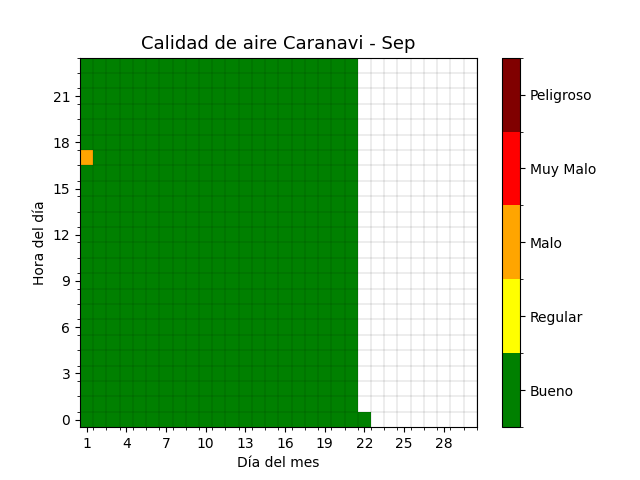 Calidad de aire Caranavi - Sep
Hora del día
21
18
15
12
9
6
3
0
1 4 7 10 13 16 19 22 25 28
Día del mes
Peligroso
Muy Malo
Malo
Regular
Bueno